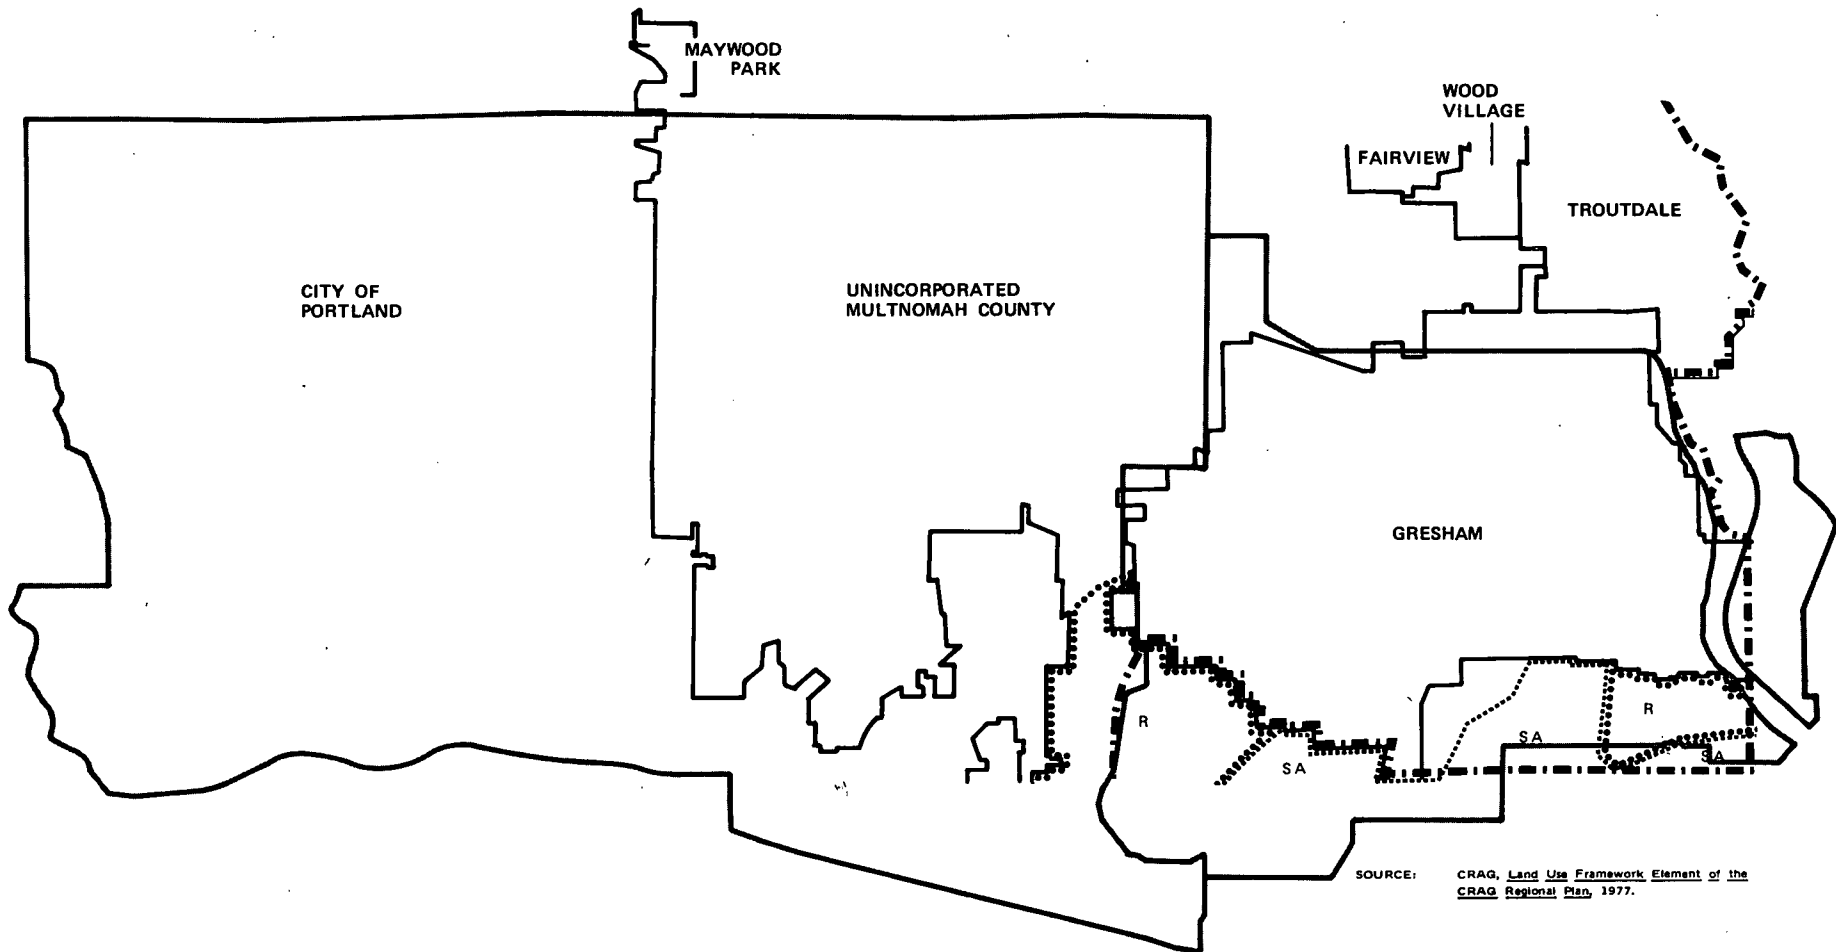 MAYWOOD
PARK
WOOD
VILLAGE
FAIRVIEW
TROUTDALE
CITY OF
PORTLAND
UNINCORPORATED
MULTNOMAH COUNTY
GRESHAM
R
R
SA
SA
SA
SOURCE: CRAG, Land Use Framework Element of the
CRAG Regional Plan, 1977.